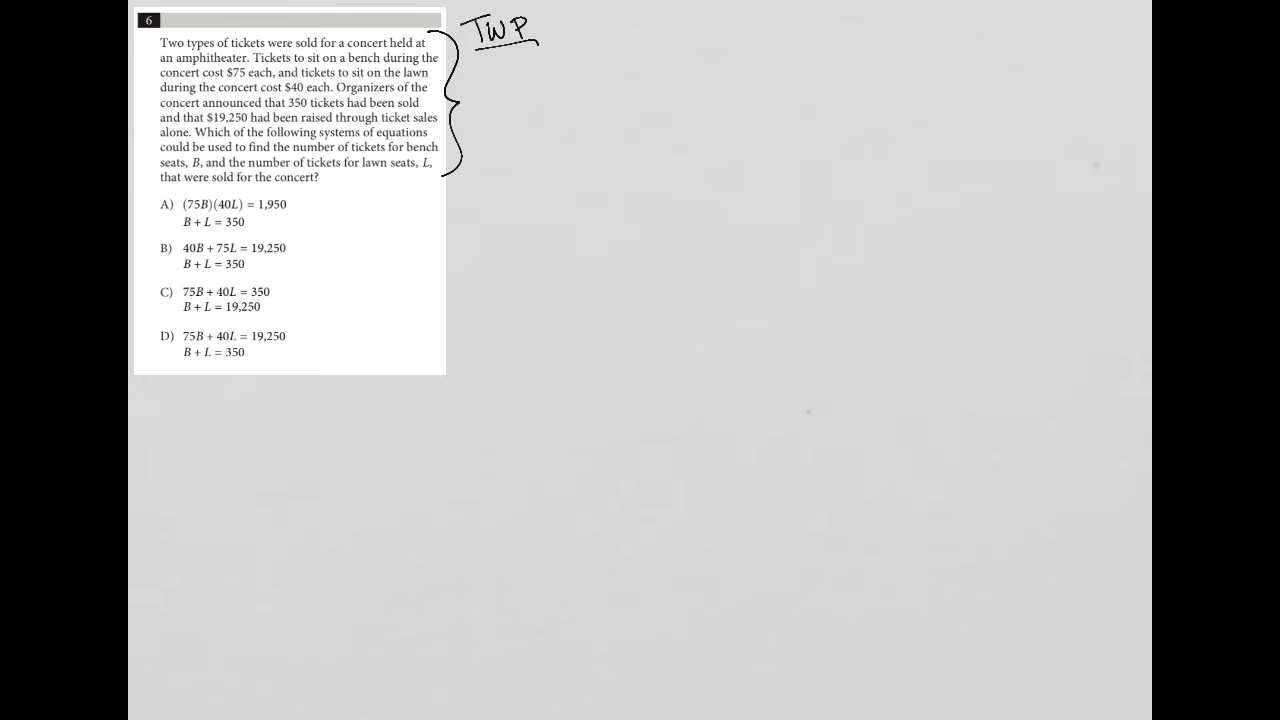 6
TWP
Two types of tickets were sold for a concert held at
an amphitheater. Tickets to sit on a bench during the
concert cost $75 each, and tickets to sit on the lawn
during the concert cost $40 each. Organizers of the
concert announced that 350 tickets had been sold
and that $19,250 had been raised through ticket sales
alone. Which of the following systems of equations
could be used to find the number of tickets for bench
seats, B, and the number of tickets for lawn seats, L,
that were sold for the concert?
A) (75B)(40L) = 1,950
B + L = 350
B) 40B + 75L = 19,250
B + L = 350
C) 75B + 40L = 350
B + L = 19,250
D) 75B + 40L = 19,250
B + L = 350